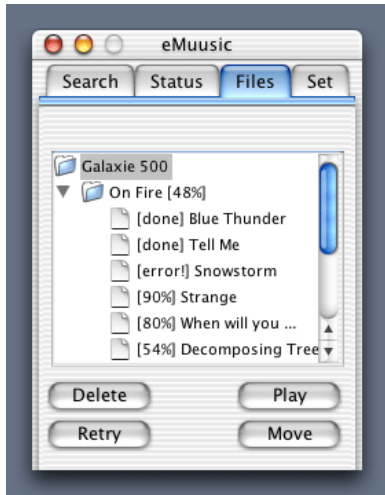 eMuusic
Search Status Files Set
Galaxie 500
On Fire [48%]
[done] Blue Thunder
[done] Tell Me
[error!] Snowstorm
[90%] Strange
[80%] When will you ...
[54%] Decomposing Tree
Delete Play
Retry Move